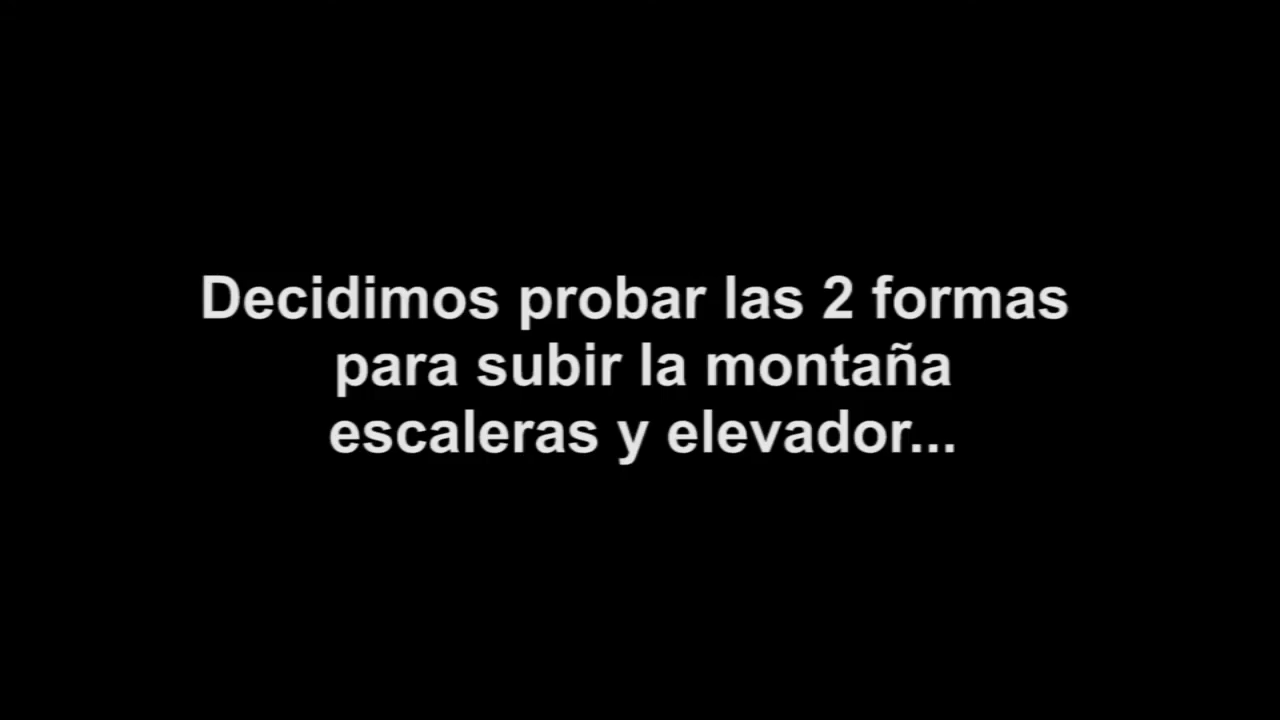 Decidimos probar las 2 formas
para subir la montaña
escaleras y elevador...